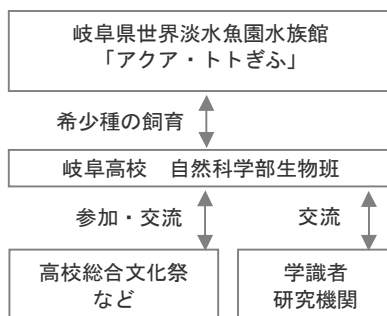 岐阜県世界淡水魚園水族館
「アクア・トトぎふ」
希少種の飼育
岐阜高校　自然科学部生物班
参加・交流
交流
高校総合文化祭
など
学識者
研究機関